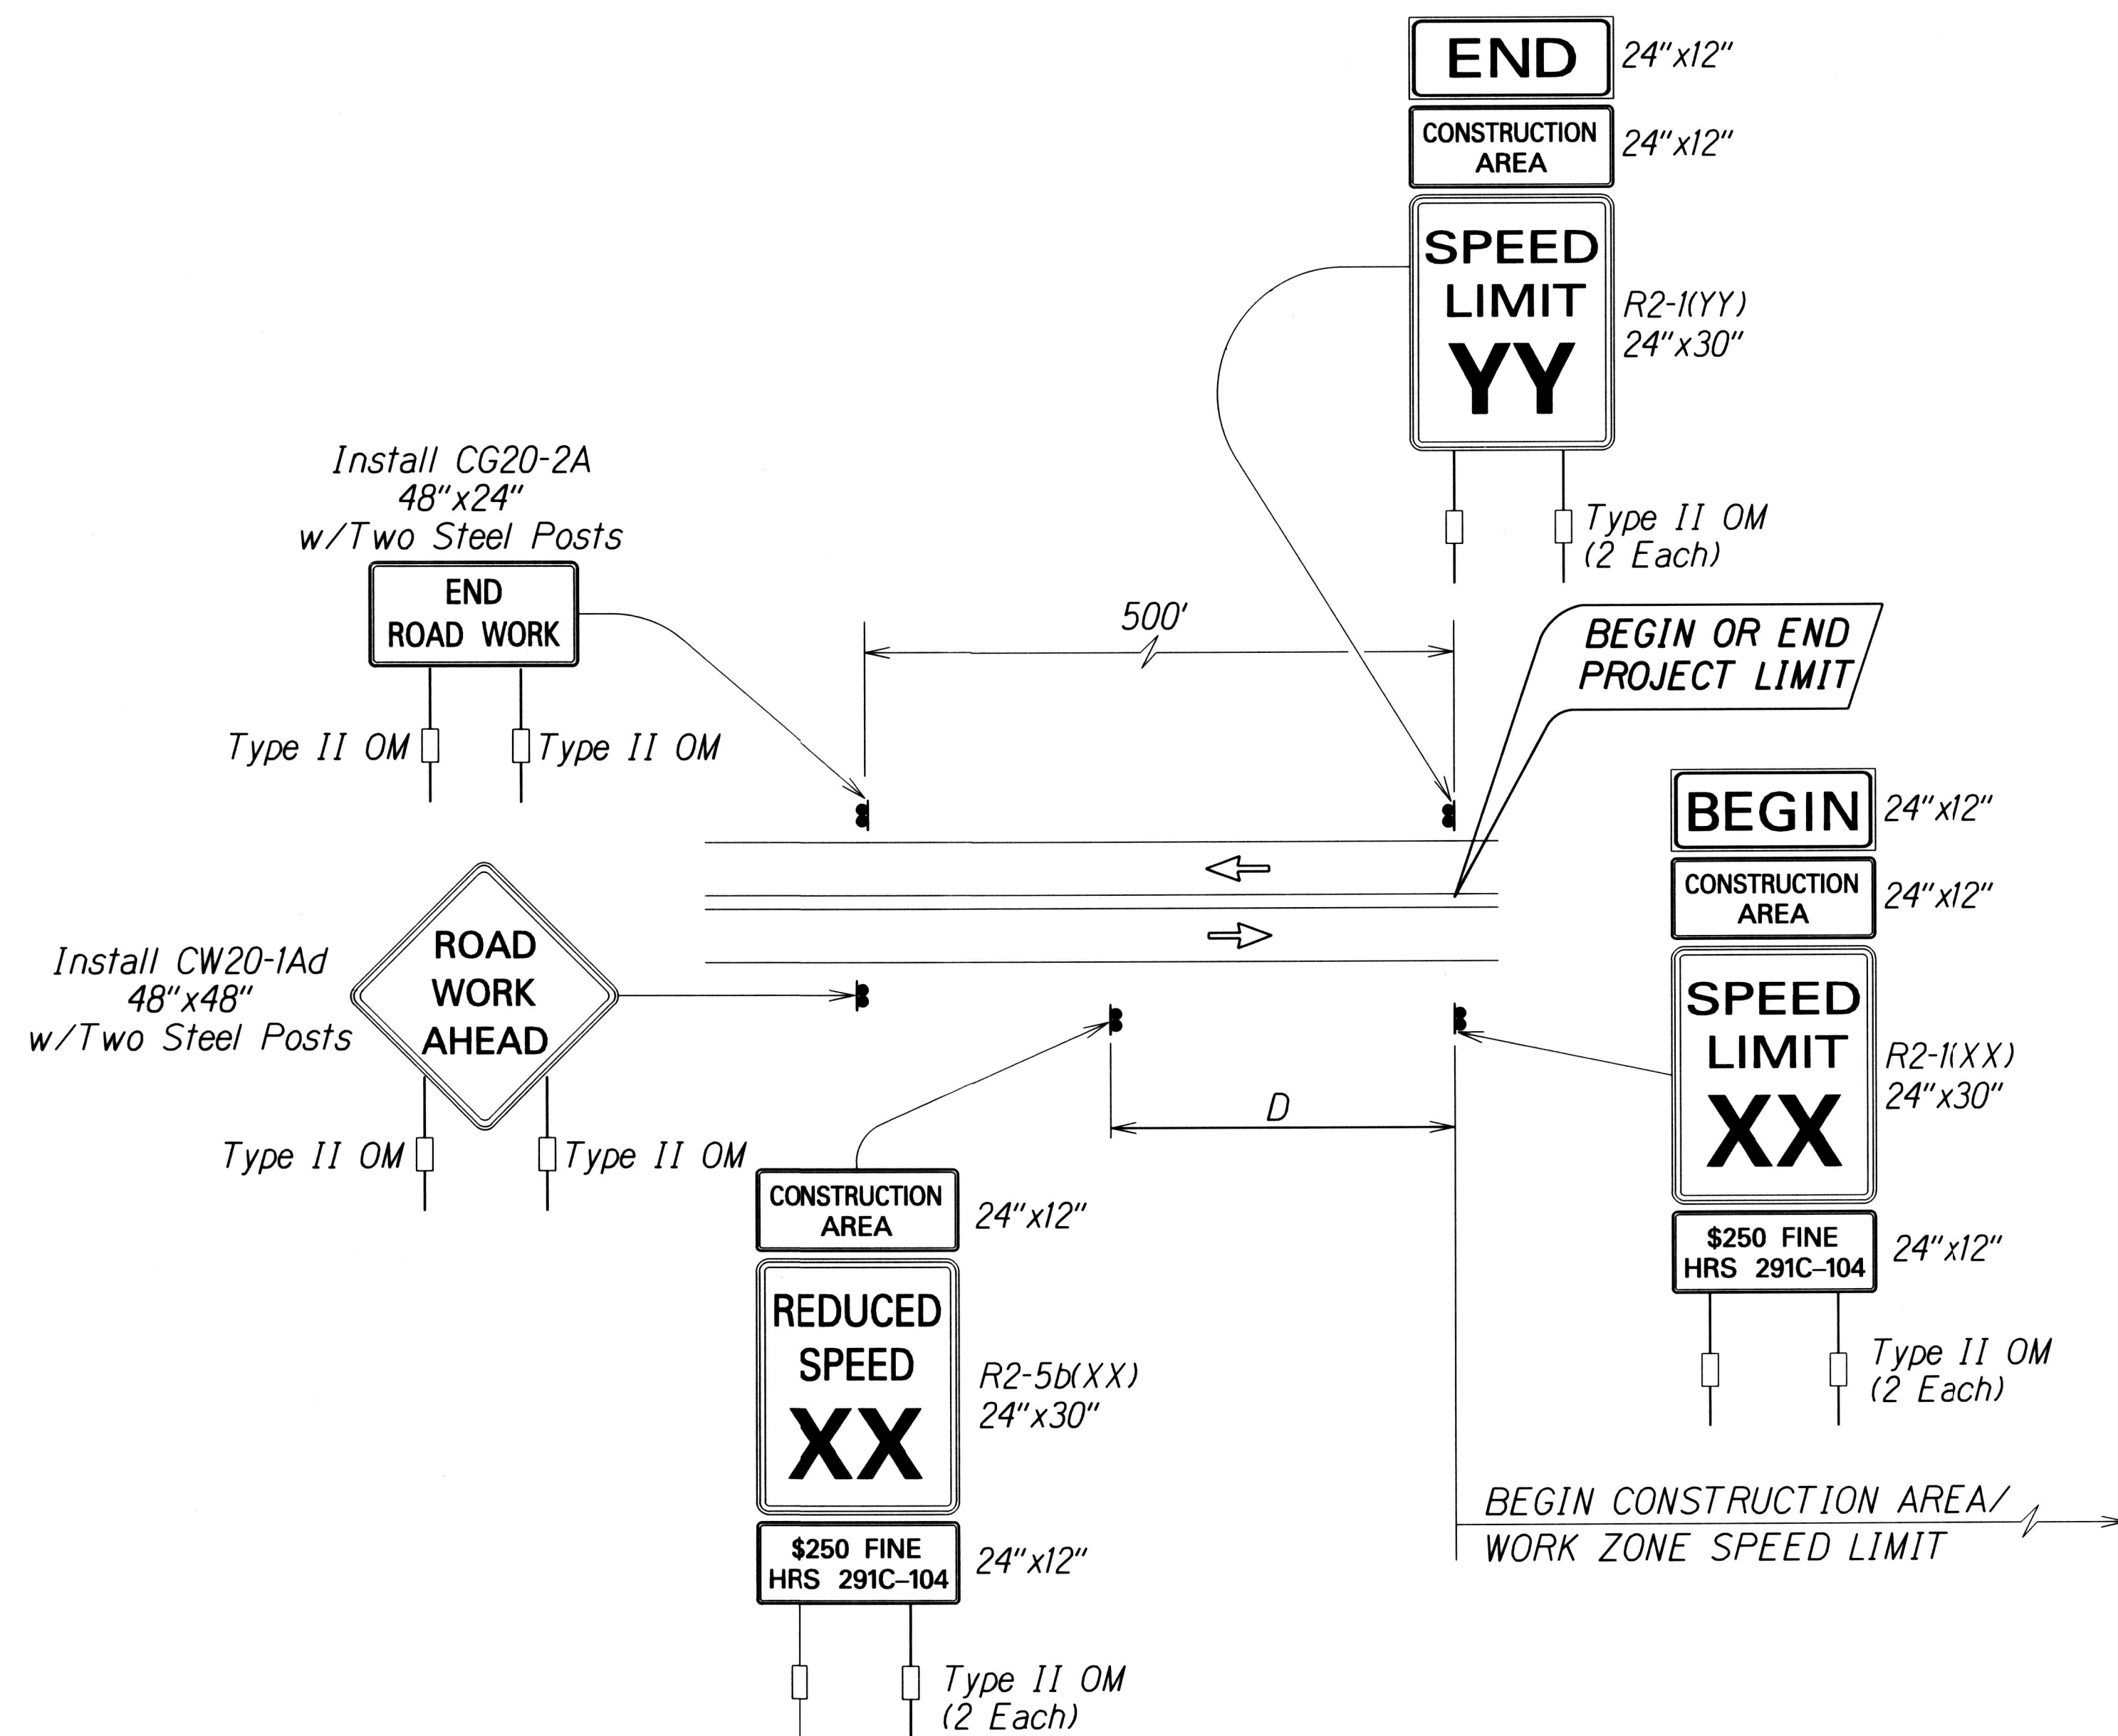 END
24"x12"
CONSTRUCTION
AREA
24"x12"
SPEED
LIMIT
YY
R2-1(YY)
24"x30"
Type II OM
(2 Each)
Install CG20-2A
48"x24"
w/Two Steel Posts
END
ROAD WORK
Type II OM
Type II OM
500'
BEGIN OR END
PROJECT LIMIT
BEGIN
24"x12"
CONSTRUCTION
AREA
24"x12"
SPEED
LIMIT
XX
R2-1(XX)
24"x30"
$250 FINE
HRS 291C–104
24"x12"
Type II OM
(2 Each)
Install CW20-1Ad
48"x48"
w/Two Steel Posts
ROAD
WORK
AHEAD
Type II OM
Type II OM
D
CONSTRUCTION
AREA
24"x12"
REDUCED
SPEED
XX
R2-5b(XX)
24"x30"
$250 FINE
HRS 291C–104
24"x12"
Type II OM
(2 Each)
BEGIN CONSTRUCTION AREA/
WORK ZONE SPEED LIMIT